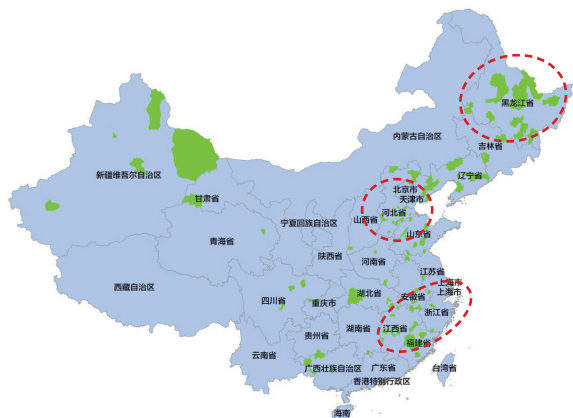 黑龙江省
内蒙古自治区
吉林省
辽宁省
新疆维吾尔自治区
北京市
天津市
甘肃省
河北省
山西省
宁夏回族自治区
山东省
青海省
陕西省
河南省
江苏省
西藏自治区
上海市
上海市
湖北省
安徽省
四川省
重庆市
浙江省
江西省
湖南省
贵州省
福建省
云南省
广西壮族自治区
广东省
台湾省
香港特别行政区
海南